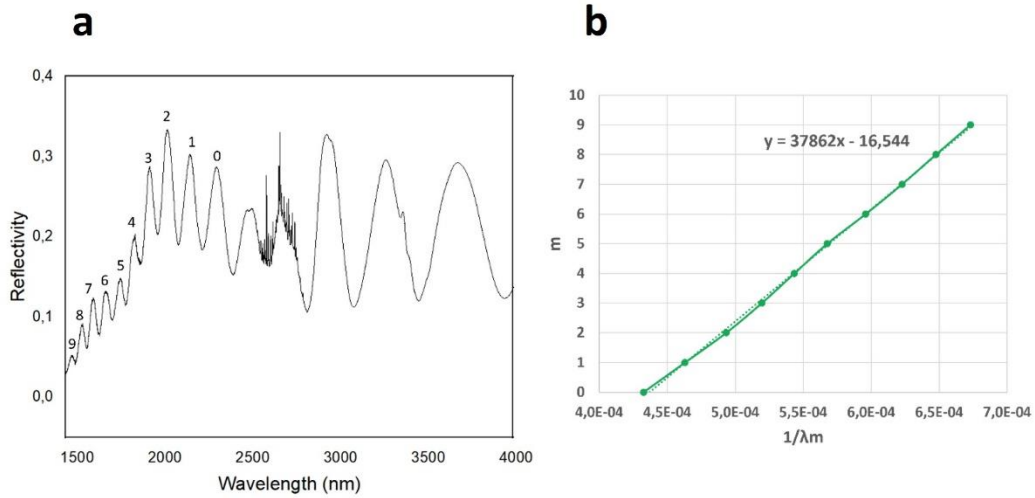 a
0,4
0,3
0,2
0,1
0,0
Reflectivity
9
8
7
6
5
4
3
2
1
0
1500 2000 2500 3000 3500 4000
Wavelength (nm)
b
10
9
8
7
6
5
4
3
2
1
0
m
y = 37862x - 16,544
4,0E-04 4,5E-04 5,0E-04 5,5E-04 6,0E-04 6,5E-04 7,0E-04
1/λm